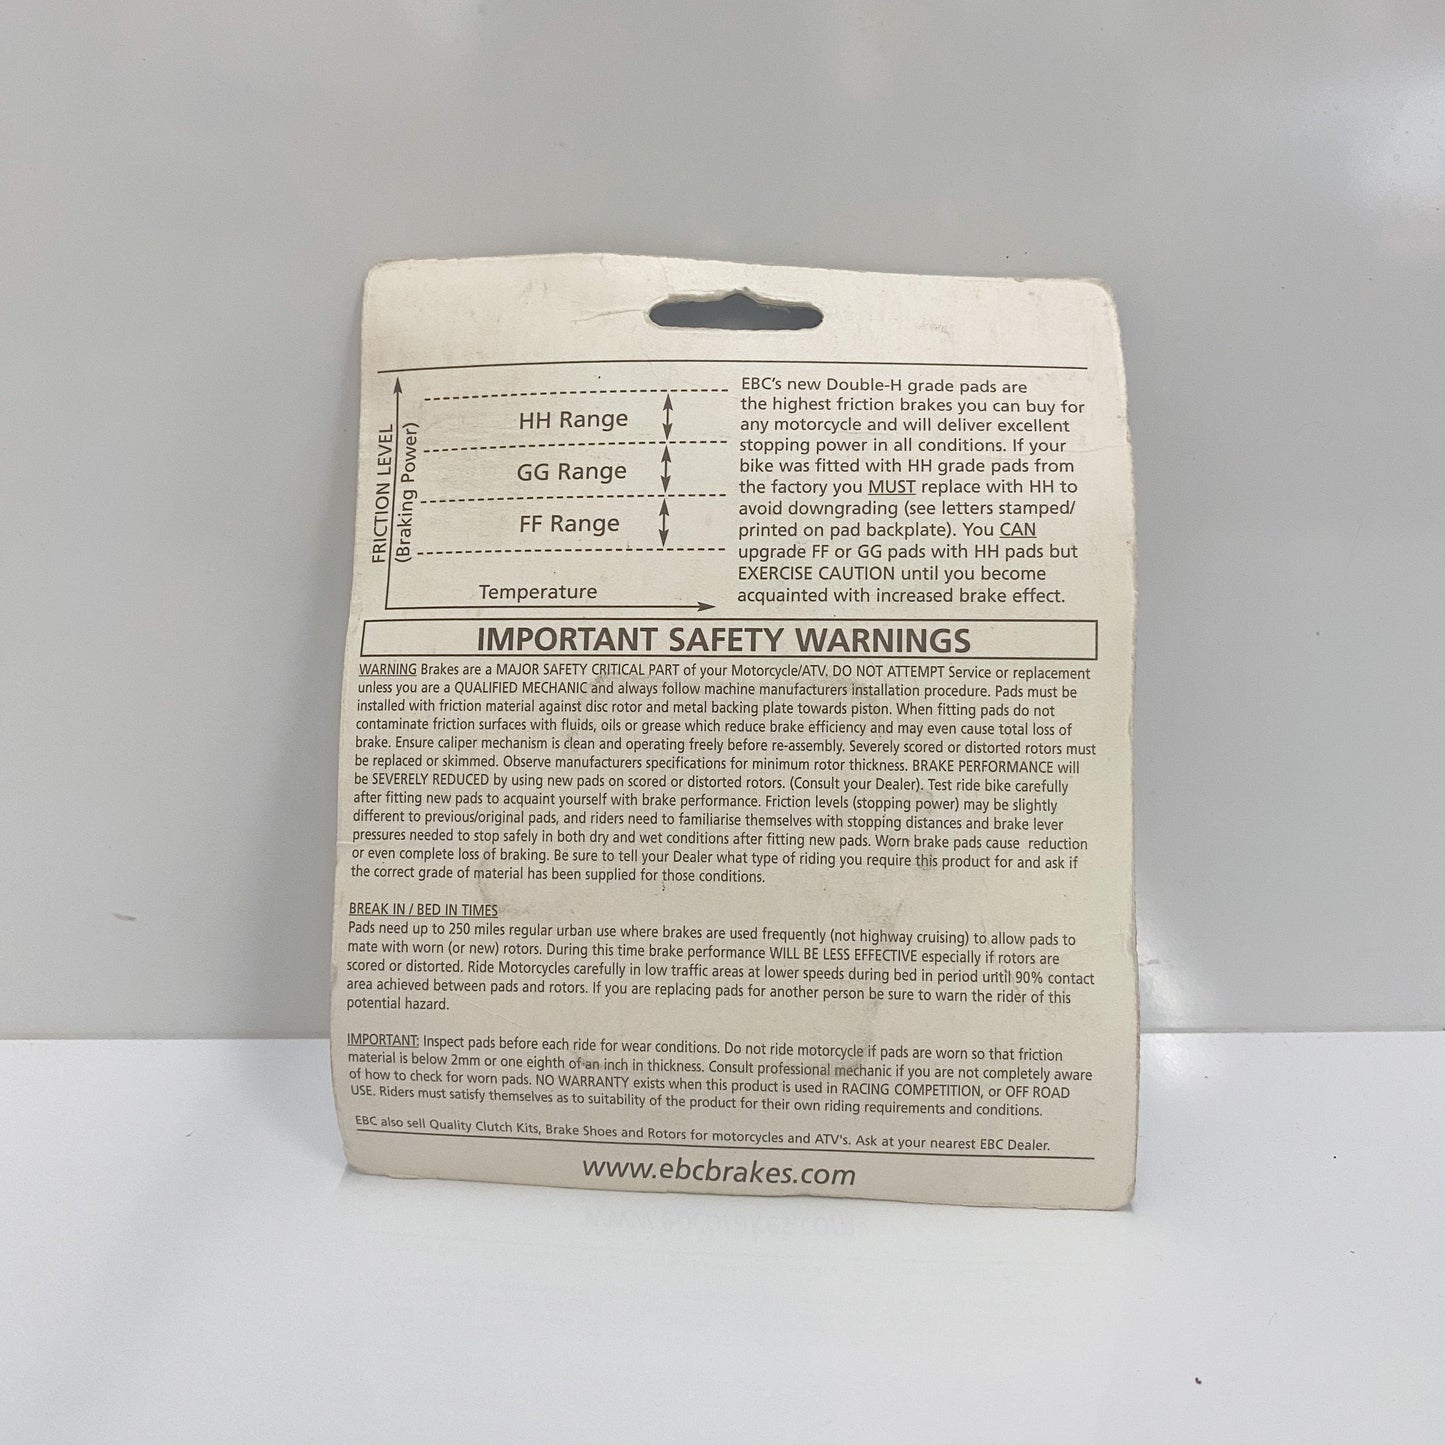 FRICTION LEVEL
(Braking Power)
HH Range
GG Range
FF Range
Temperature
EBC's new Double-H grade pads are
the highest friction brakes you can buy for
any motorcycle and will deliver excellent
stopping power in all conditions. If your
bike was fitted with HH grade pads from
the factory you MUST replace with HH to
avoid downgrading (see letters stamped/
printed on pad backplate). You CAN
upgrade FF or GG pads with HH pads but
EXERCISE CAUTION until you become
acquainted with increased brake effect.
IMPORTANT SAFETY WARNINGS
WARNING Brakes are a MAJOR SAFETY CRITICAL PART of your Motorcycle/ATV. DO NOT ATTEMPT Service or replacement
unless you are a QUALIFIED MECHANIC and always follow machine manufacturers installation procedure. Pads must be
installed with friction material against disc rotor and metal backing plate towards piston. When fitting pads do not
contaminate friction surfaces with fluids, oils or grease which reduce brake efficiency and may even cause total loss of
brake. Ensure caliper mechanism is clean and operating freely before re-assembly. Severely scored or distorted rotors must
be replaced or skimmed. Observe manufacturers specifications for minimum rotor thickness. BRAKE PERFORMANCE will
be SEVERELY REDUCED by using new pads on scored or distorted rotors. (Consult your Dealer). Test ride bike carefully
after fitting new pads to acquaint yourself with brake performance. Friction levels (stopping power) may be slightly
different to previous/original pads, and riders need to familiarise themselves with stopping distances and brake lever
pressures needed to stop safely in both dry and wet conditions after fitting new pads. Worn brake pads cause reduction
or even complete loss of braking. Be sure to tell your Dealer what type of riding you require this product for and ask if
the correct grade of material has been supplied for those conditions.
BREAK IN / BED IN TIMES
Pads need up to 250 miles regular urban use where brakes are used frequently (not highway cruising) to allow pads to
mate with worn (or new) rotors. During this time brake performance WILL BE LESS EFFECTIVE especially if rotors are
scored or distorted. Ride Motorcycles carefully in low traffic areas at lower speeds during bed in period until 90% contact
area achieved between pads and rotors. If you are replacing pads for another person be sure to warn the rider of this
potential hazard.
IMPORTANT: Inspect pads before each ride for wear conditions. Do not ride motorcycle if pads are worn so that friction
material is below 2mm or one eighth of an inch in thickness. Consult professional mechanic if you are not completely aware
of how to check for worn pads. NO WARRANTY exists when this product is used in RACING COMPETITION, or OFF ROAD
USE. Riders must satisfy themselves as to suitability of the product for their own riding requirements and conditions.
EBC also sell Quality Clutch Kits, Brake Shoes and Rotors for motorcycles and ATV's. Ask at your nearest EBC Dealer.
www.ebcbrakes.com